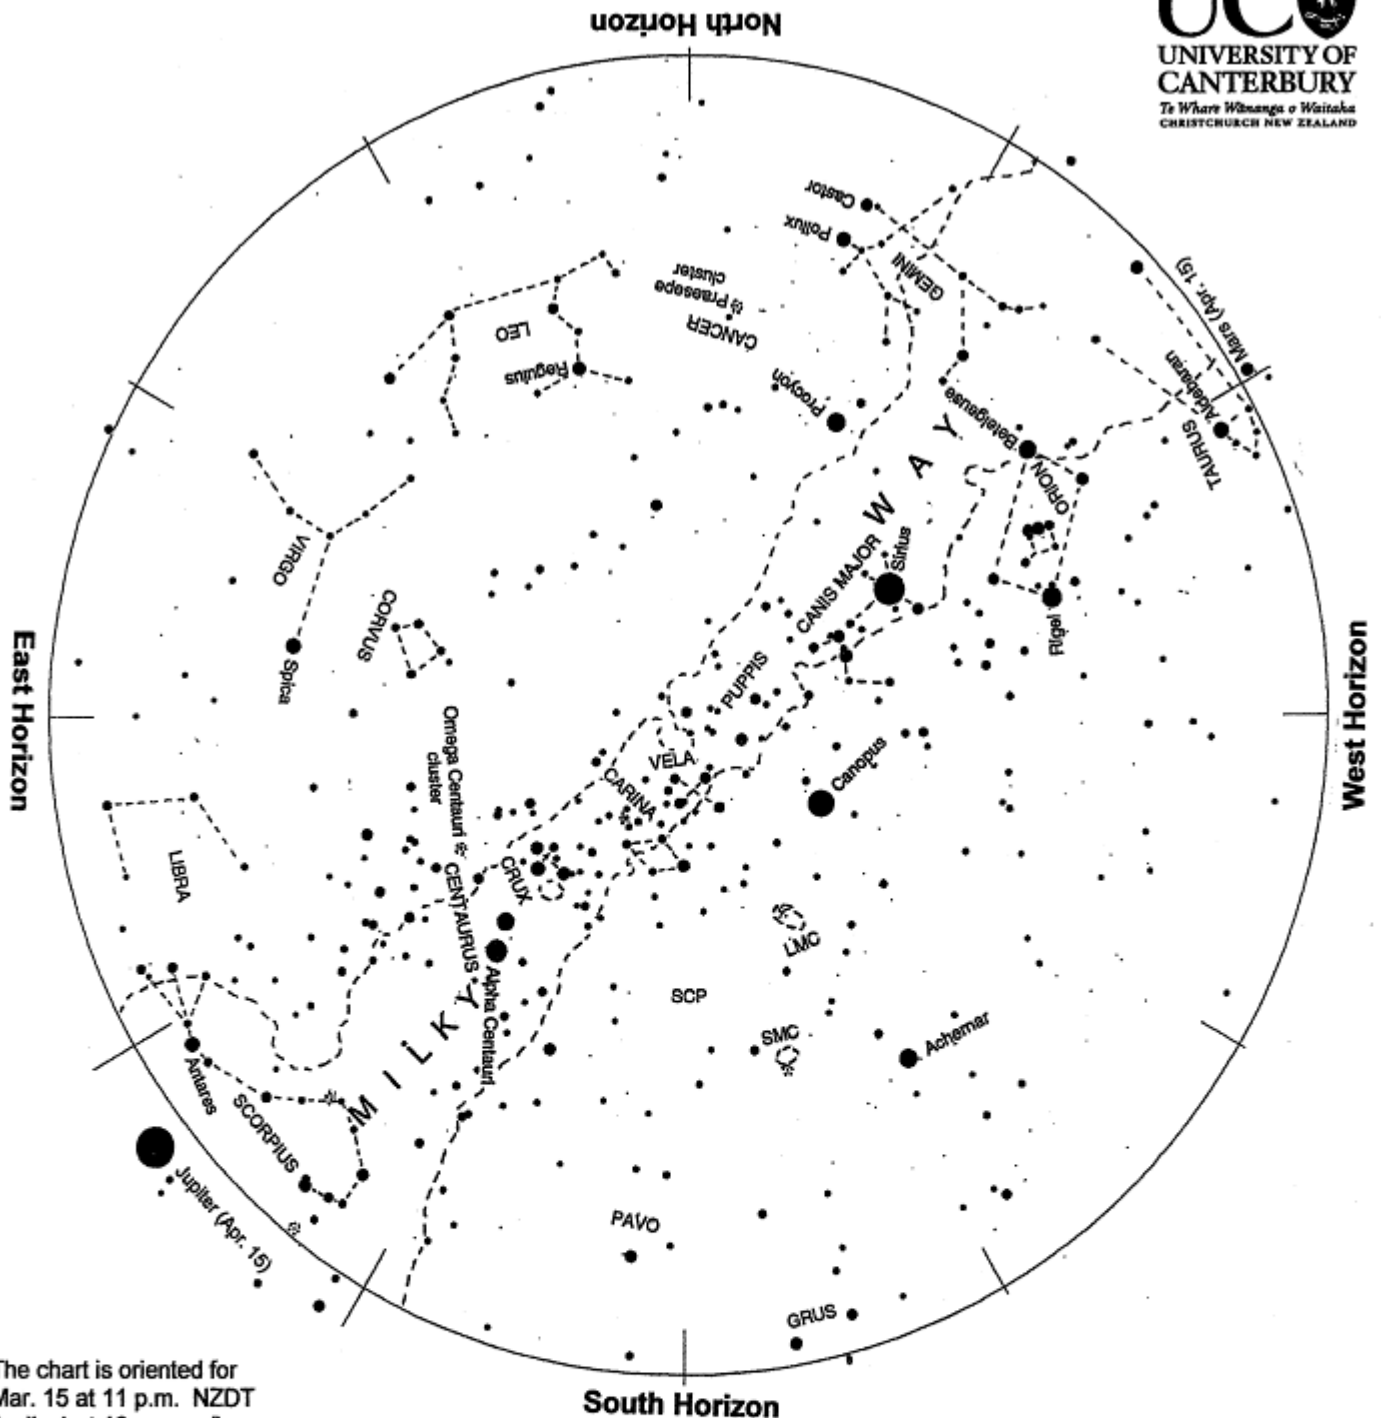 North Horizon
UC
UNIVERSITY OF
CANTERBURY
Te Whare Wānanga o Waitaha
CHRISTCHURCH NEW ZEALAND
Castor
Pollux
GEMINI
Praesepe
cluster
CANCER
Mars (Apr. 15)
LEO
Regulus
Procyon
Betelgeuse
Aldebaran
TAURUS
ORION
MILKY WAY
VIRGO
CORVUS
CANIS MAJOR
Sirius
Rigel
Spica
East Horizon
West Horizon
PUPPIS
Omega Centauri
cluster
VELA
CARINA
Canopus
LIBRA
CRUX
CENTAURUS
LMC
Alpha Centauri
SCP
SMC
Achernar
Antares
SCORPIUS
Jupiter (Apr. 15)
PAVO
GRUS
The chart is oriented for
Mar. 15 at 11 p.m. NZDT
South Horizon